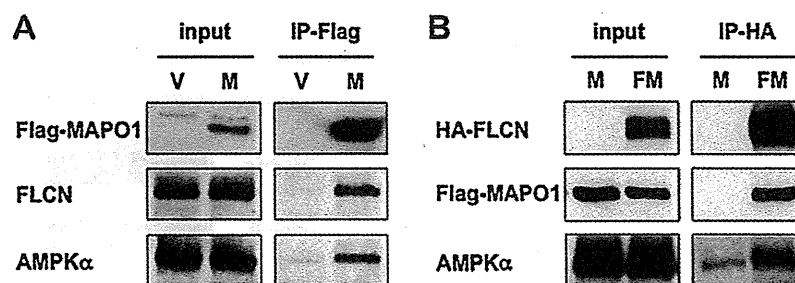 A
input IP-Flag
V M V M
Flag-MAPO1
FLCN
AMPKα
B
input IP-HA
M FM M FM
HA-FLCN
Flag-MAPO1
AMPKα